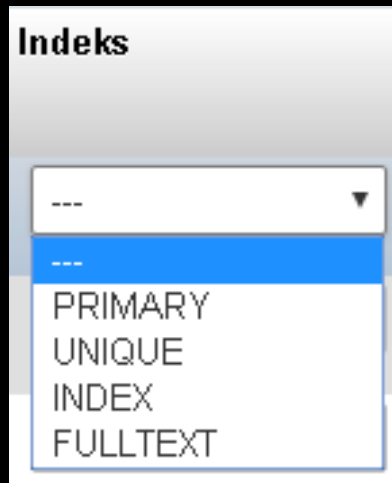 Indeks
---
---
PRIMARY
UNIQUE
INDEX
FULLTEXT